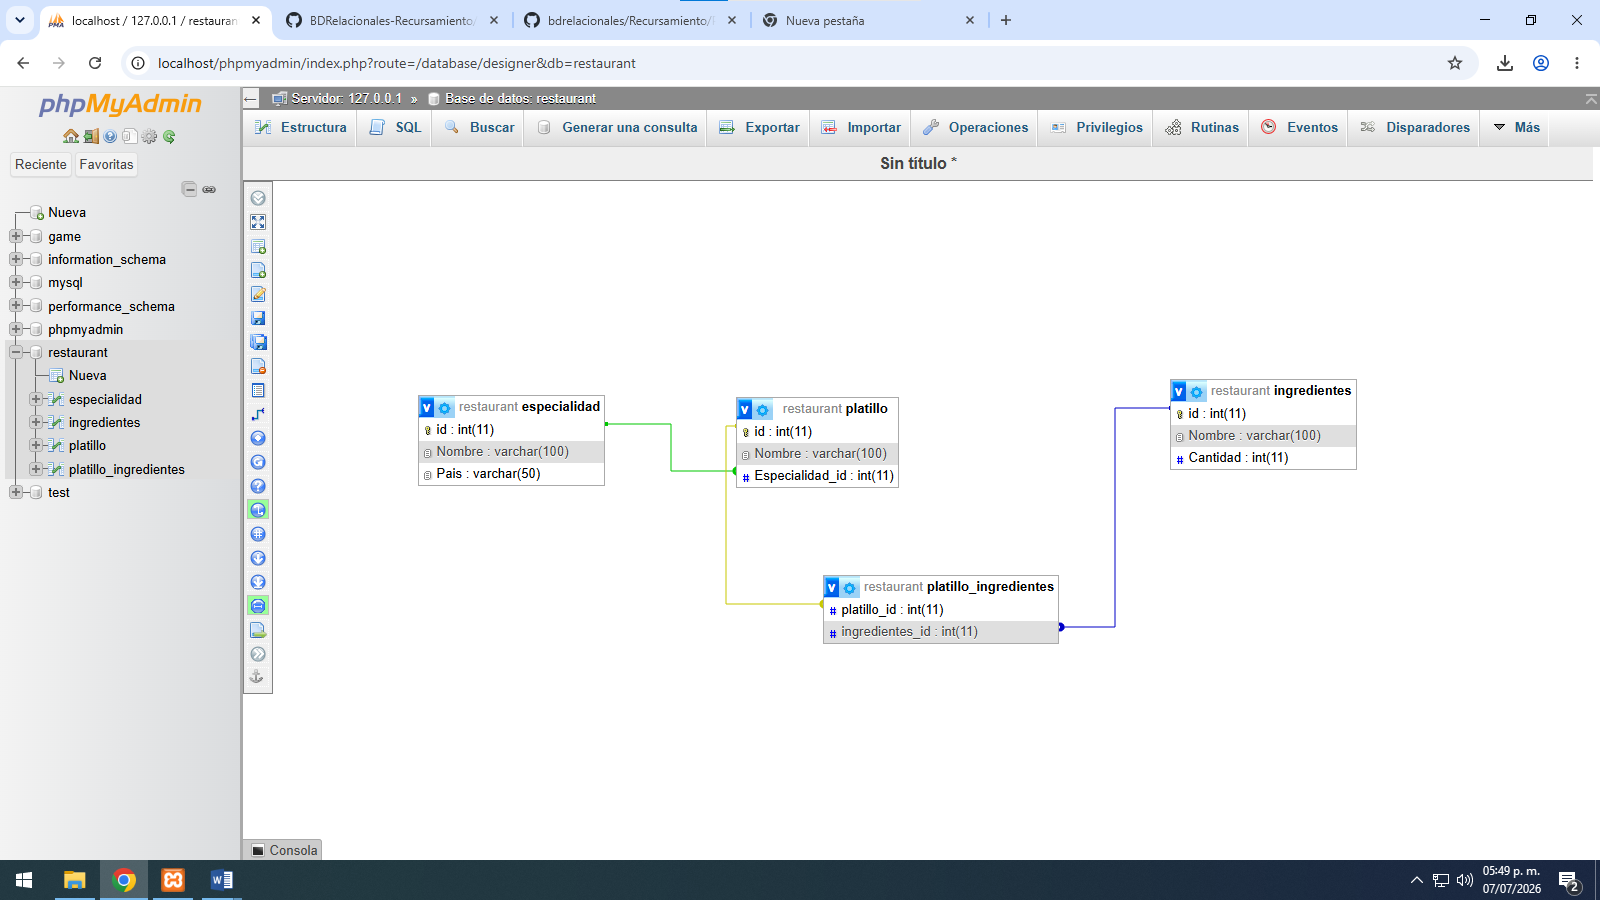 localhost / 127.0.0.1 / restauran
BDRelacionales-Recursamiento/
bdrelacionales/Recursamiento/
Nueva pestaña
localhost/phpmyadmin/index.php?route=/database/designer&db=restaurant
phpMyAdmin
Reciente
Favoritas
Nueva
game
information_schema
mysql
performance_schema
phpmyadmin
restaurant
Nueva
especialidad
ingredientes
platillo
platillo_ingredientes
test
Servidor: 127.0.0.1 » Base de datos: restaurant
Estructura
SQL
Buscar
Generar una consulta
Exportar
Importar
Operaciones
Privilegios
Rutinas
Eventos
Disparadores
Más
Sin título *
restaurant especialidad
id : int(11)
Nombre : varchar(100)
Pais : varchar(50)
restaurant platillo
id : int(11)
Nombre : varchar(100)
Especialidad_id : int(11)
restaurant ingredientes
id : int(11)
Nombre : varchar(100)
Cantidad : int(11)
restaurant platillo_ingredientes
platillo_id : int(11)
ingredientes_id : int(11)
Consola
05:49 p. m.
07/07/2026
2